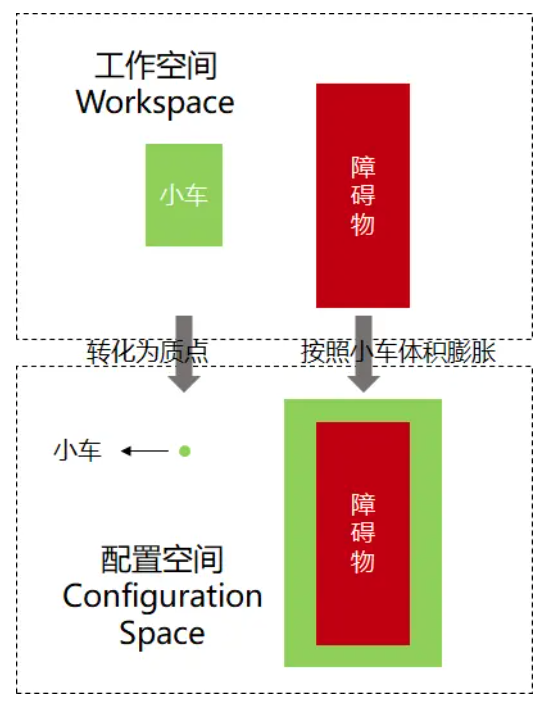 工作空间
Workspace
小车
障
碍
物
转化为质点
按照小车体积膨胀
小车
障
碍
物
配置空间
Configuration
Space